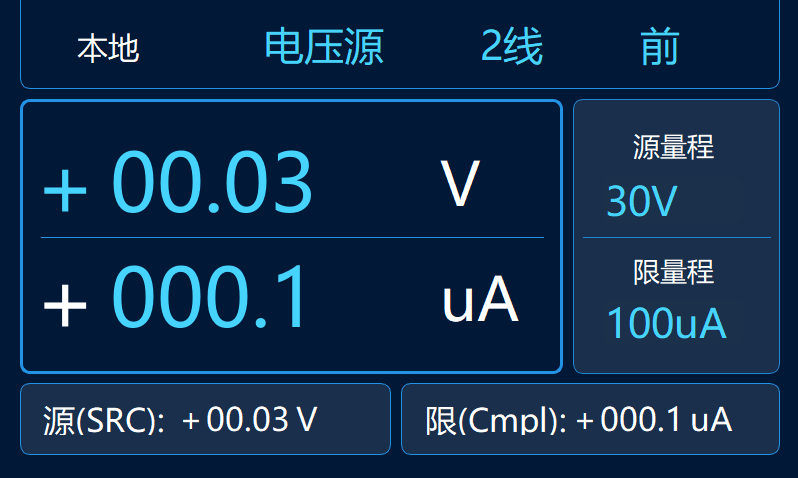 本地 电压源 2线 前
+ 00.03 V
源量程
30V
+ 000.1 uA
限量程
100uA
源(SRC): +00.03 V
限(Cmpl): +000.1 uA